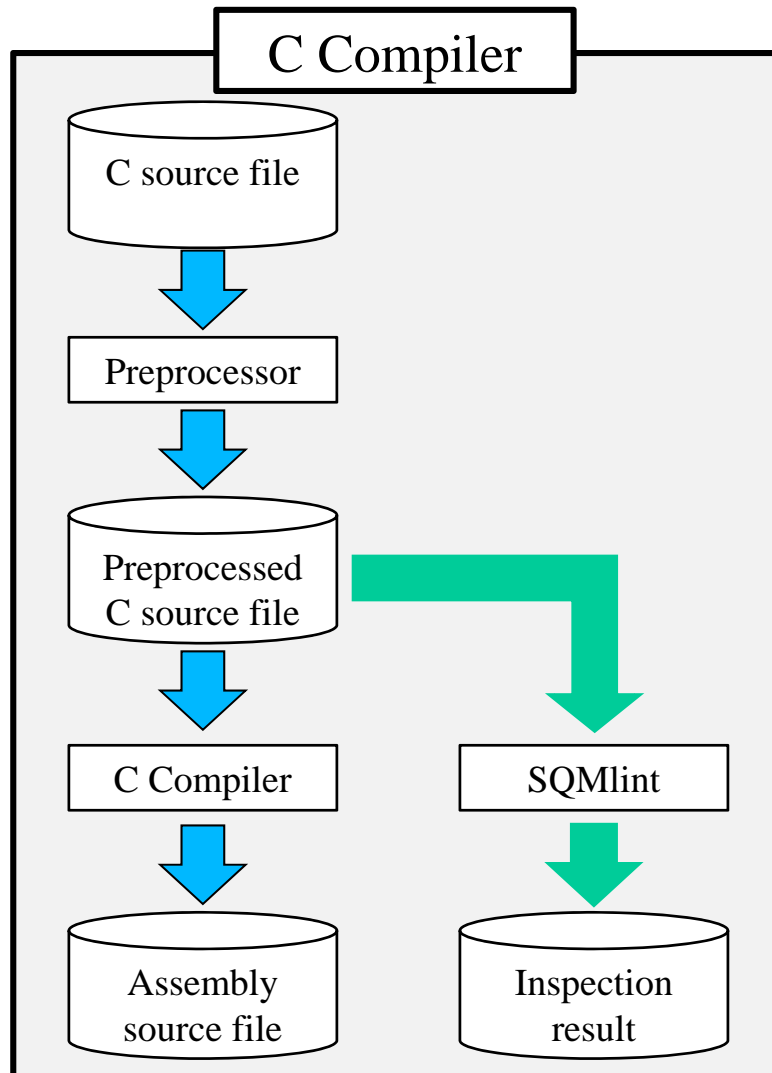 C Compiler
C source file
Preprocessor
Preprocessed
C source file
C Compiler
SQMlint
Assembly
source file
Inspection
result